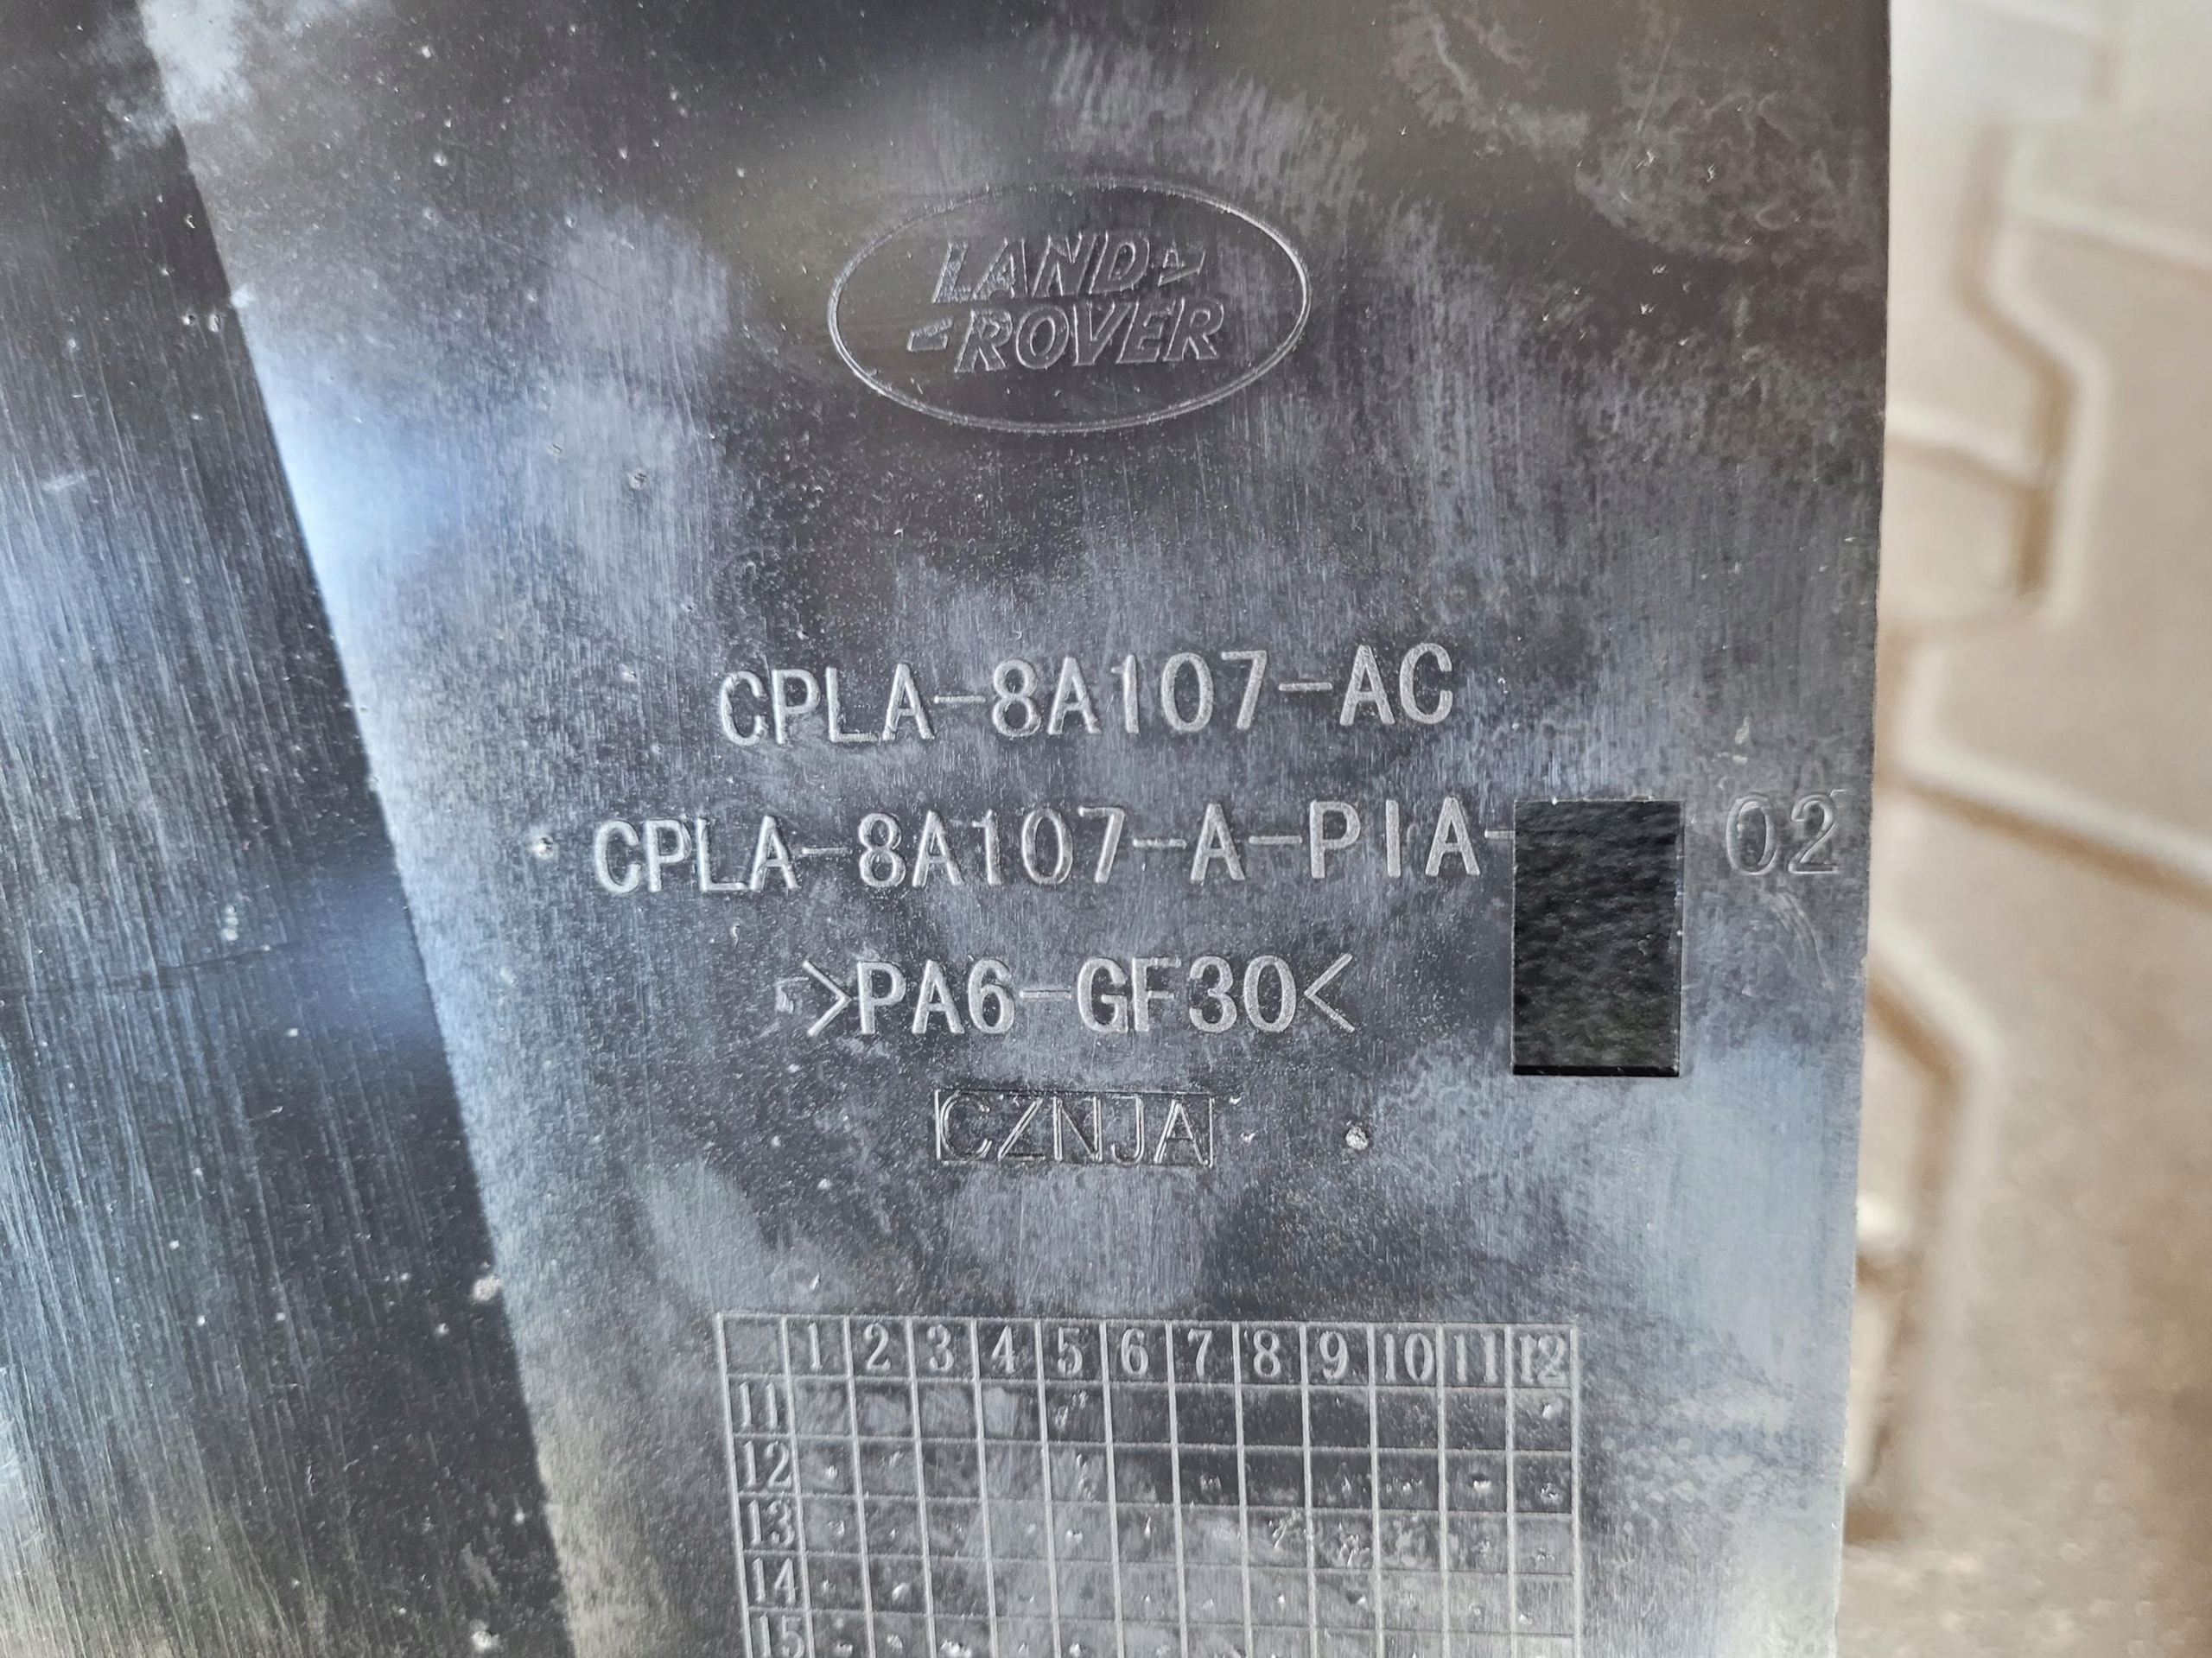 LAND
ROVER
CPLA-8A107-AC
CPLA-8A107-A-PIA- 02
>PA6-GF30<
CZNJA
1 2 3 4 5 6 7 8 9 10 11 12
11
12
13
14
15